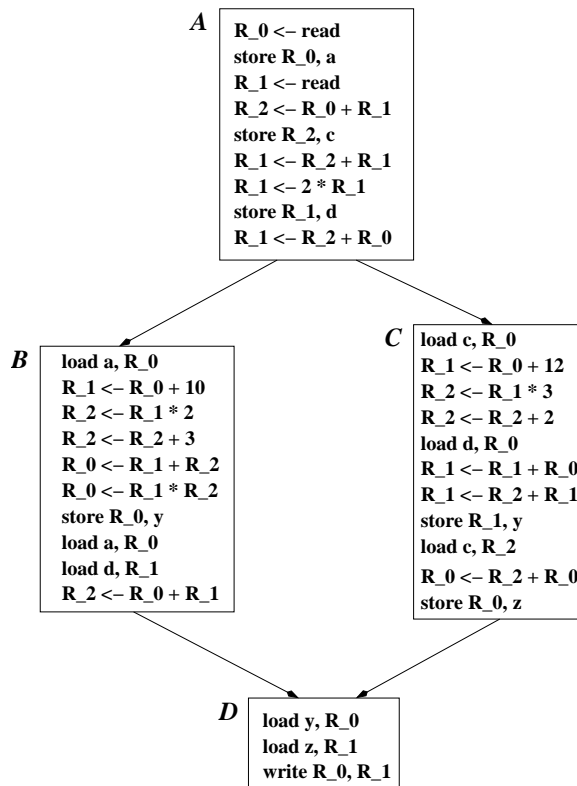 A
R_0 <– read
store R_0, a
R_1 <– read
R_2 <– R_0 + R_1
store R_2, c
R_1 <– R_2 + R_1
R_1 <– 2 * R_1
store R_1, d
R_1 <– R_2 + R_0
B
load a, R_0
R_1 <– R_0 + 10
R_2 <– R_1 * 2
R_2 <– R_2 + 3
R_0 <– R_1 + R_2
R_0 <– R_1 * R_2
store R_0, y
load a, R_0
load d, R_1
R_2 <– R_0 + R_1
C
load c, R_0
R_1 <– R_0 + 12
R_2 <– R_1 * 3
R_2 <– R_2 + 2
load d, R_0
R_1 <– R_1 + R_0
R_1 <– R_2 + R_1
store R_1, y
load c, R_2
R_0 <– R_2 + R_0
store R_0, z
D
load y, R_0
load z, R_1
write R_0, R_1